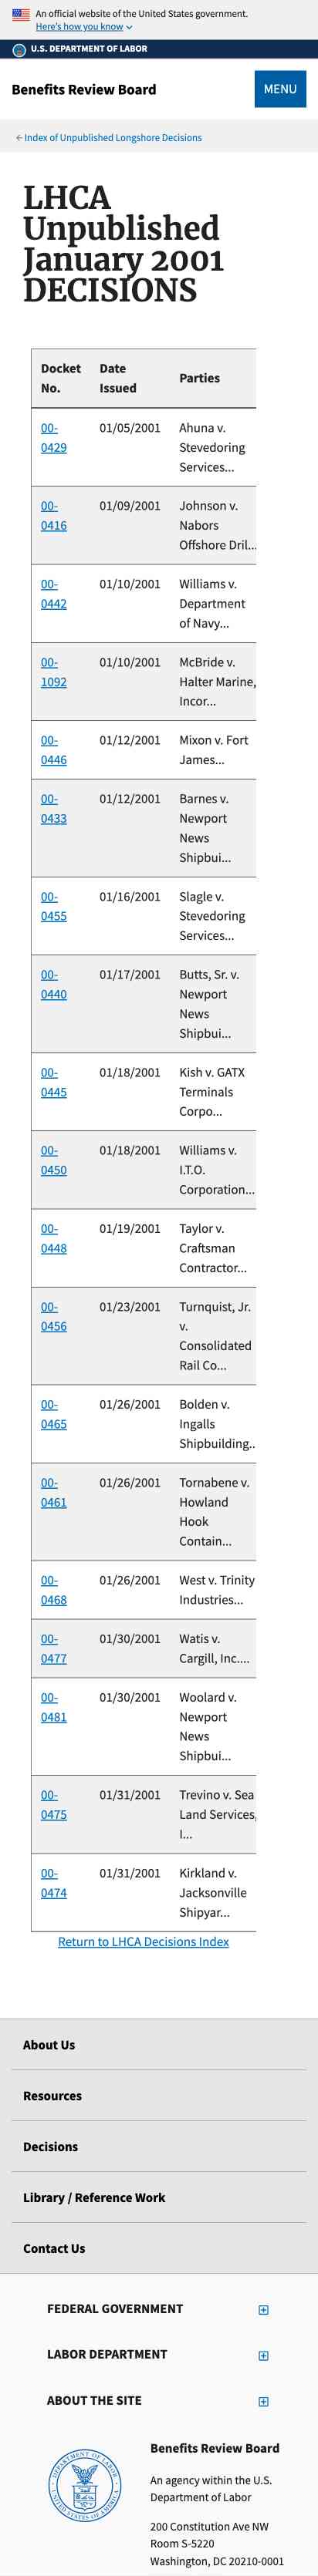 An official website of the United States government.
Here's how you know
U.S. DEPARTMENT OF LABOR
Benefits Review Board
MENU
Index of Unpublished Longshore Decisions
LHCA
Unpublished
January 2001
DECISIONS
Docket No. Date Issued Parties
00-0429 01/05/2001 Ahuna v. Stevedoring Services...
00-0416 01/09/2001 Johnson v. Nabors Offshore Dril...
00-0442 01/10/2001 Williams v. Department of Navy...
00-1092 01/10/2001 McBride v. Halter Marine, Incor...
00-0446 01/12/2001 Mixon v. Fort James...
00-0433 01/12/2001 Barnes v. Newport News Shipbui...
00-0455 01/16/2001 Slagle v. Stevedoring Services...
00-0440 01/17/2001 Butts, Sr. v. Newport News Shipbui...
00-0445 01/18/2001 Kish v. GATX Terminals Corpo...
00-0450 01/18/2001 Williams v. I.T.O. Corporation...
00-0448 01/19/2001 Taylor v. Craftsman Contractor...
00-0456 01/23/2001 Turnquist, Jr. v. Consolidated Rail Co...
00-0465 01/26/2001 Bolden v. Ingalls Shipbuilding..
00-0461 01/26/2001 Tornabene v. Howland Hook Contain...
00-0468 01/26/2001 West v. Trinity Industries...
00-0477 01/30/2001 Watis v. Cargill, Inc....
00-0481 01/30/2001 Woolard v. Newport News Shipbui...
00-0475 01/31/2001 Trevino v. Sea Land Services, I...
00-0474 01/31/2001 Kirkland v. Jacksonville Shipyar...
Return to LHCA Decisions Index
About Us
Resources
Decisions
Library / Reference Work
Contact Us
FEDERAL GOVERNMENT
LABOR DEPARTMENT
ABOUT THE SITE
DEPARTMENT OF LABOR
UNITED STATES OF AMERICA
Benefits Review Board
An agency within the U.S.
Department of Labor
200 Constitution Ave NW
Room S-5220
Washington, DC 20210-0001